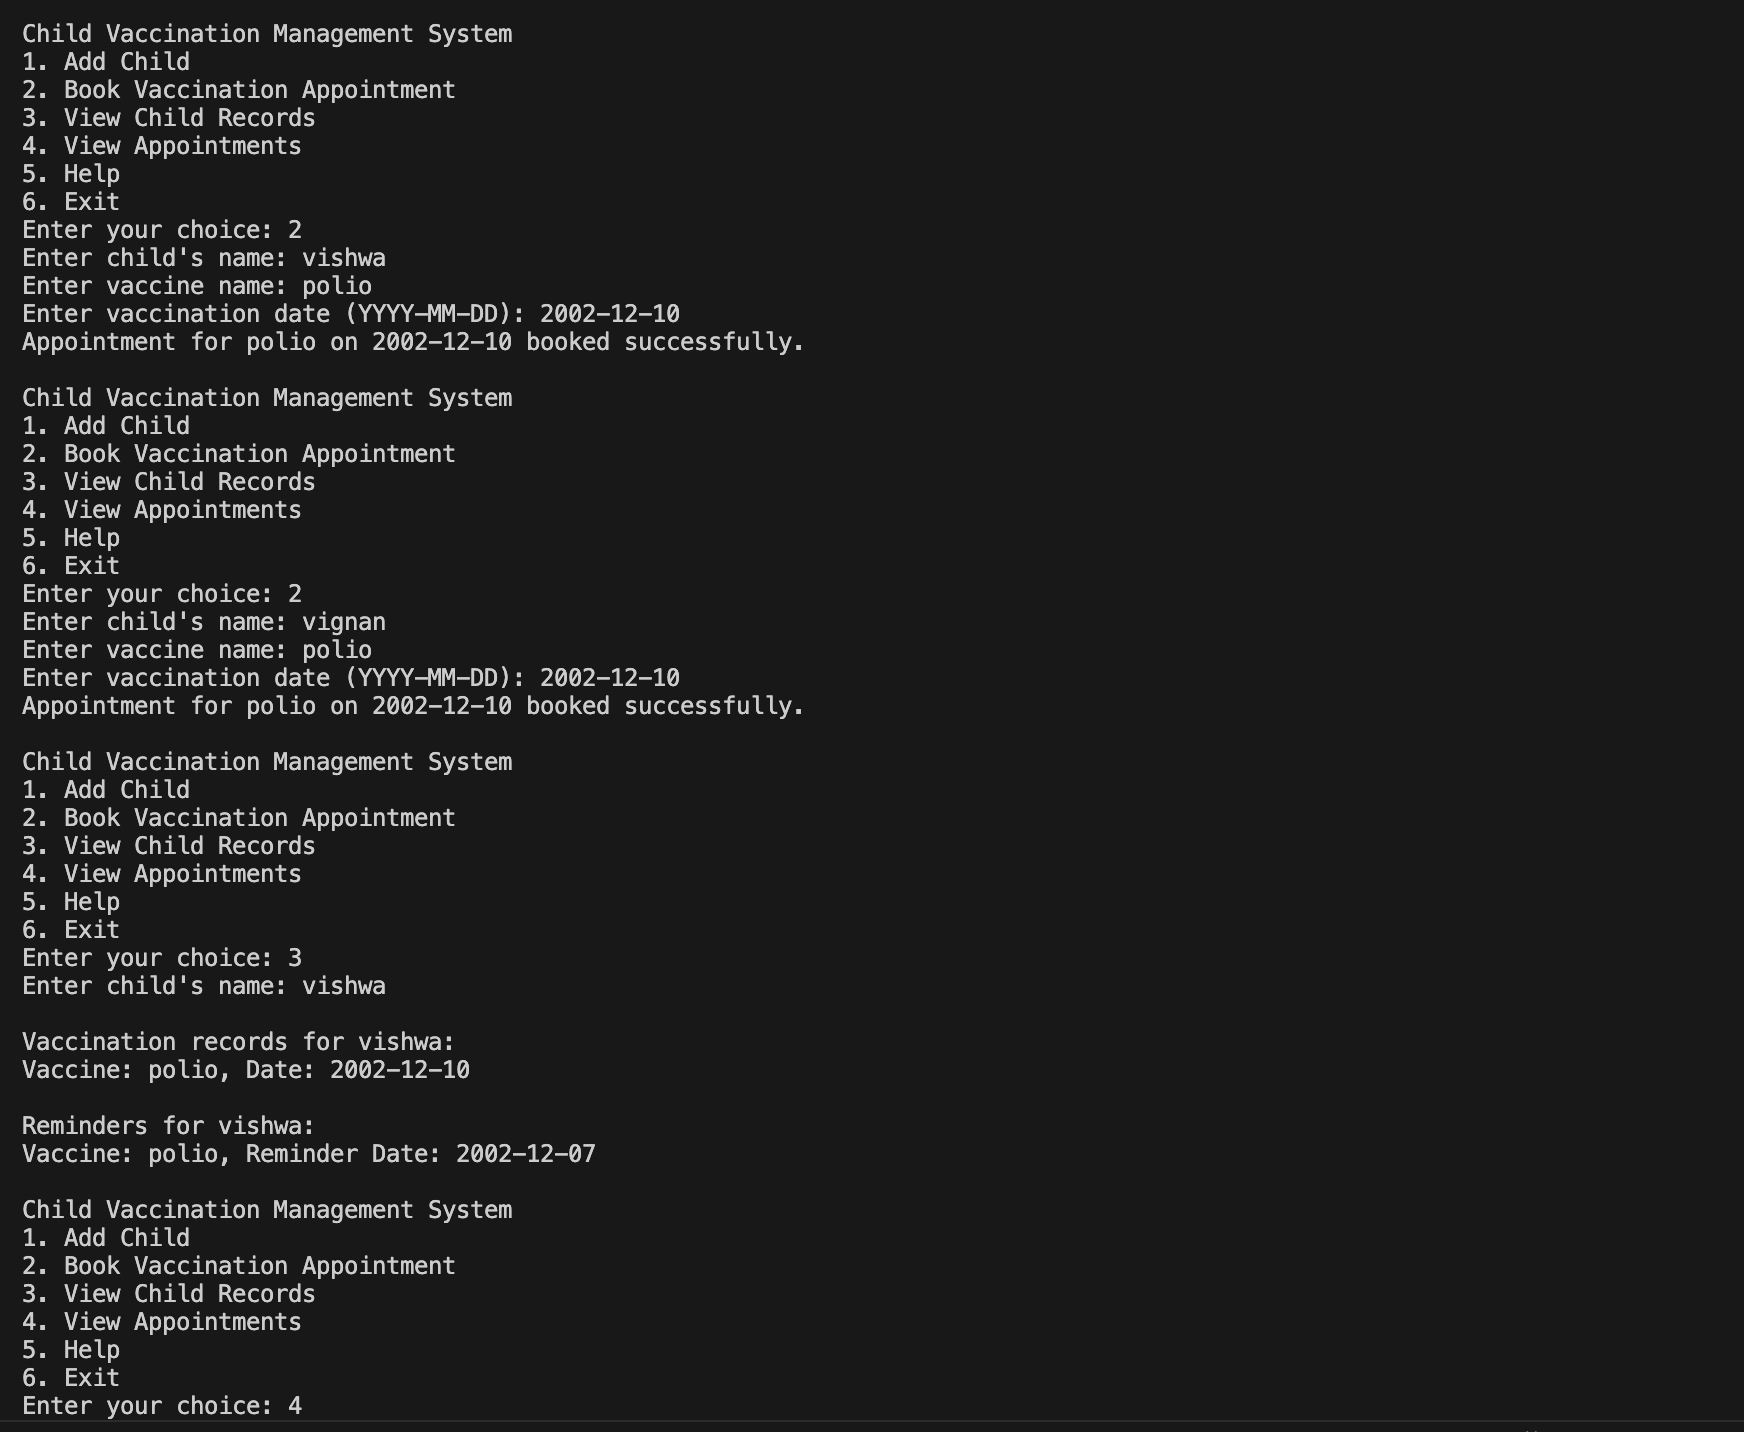 Child Vaccination Management System
1. Add Child
2. Book Vaccination Appointment
3. View Child Records
4. View Appointments
5. Help
6. Exit
Enter your choice: 2
Enter child's name: vishwa
Enter vaccine name: polio
Enter vaccination date (YYYY-MM-DD): 2002-12-10
Appointment for polio on 2002-12-10 booked successfully.

Child Vaccination Management System
1. Add Child
2. Book Vaccination Appointment
3. View Child Records
4. View Appointments
5. Help
6. Exit
Enter your choice: 2
Enter child's name: vignan
Enter vaccine name: polio
Enter vaccination date (YYYY-MM-DD): 2002-12-10
Appointment for polio on 2002-12-10 booked successfully.

Child Vaccination Management System
1. Add Child
2. Book Vaccination Appointment
3. View Child Records
4. View Appointments
5. Help
6. Exit
Enter your choice: 3
Enter child's name: vishwa

Vaccination records for vishwa:
Vaccine: polio, Date: 2002-12-10

Reminders for vishwa:
Vaccine: polio, Reminder Date: 2002-12-07

Child Vaccination Management System
1. Add Child
2. Book Vaccination Appointment
3. View Child Records
4. View Appointments
5. Help
6. Exit
Enter your choice: 4